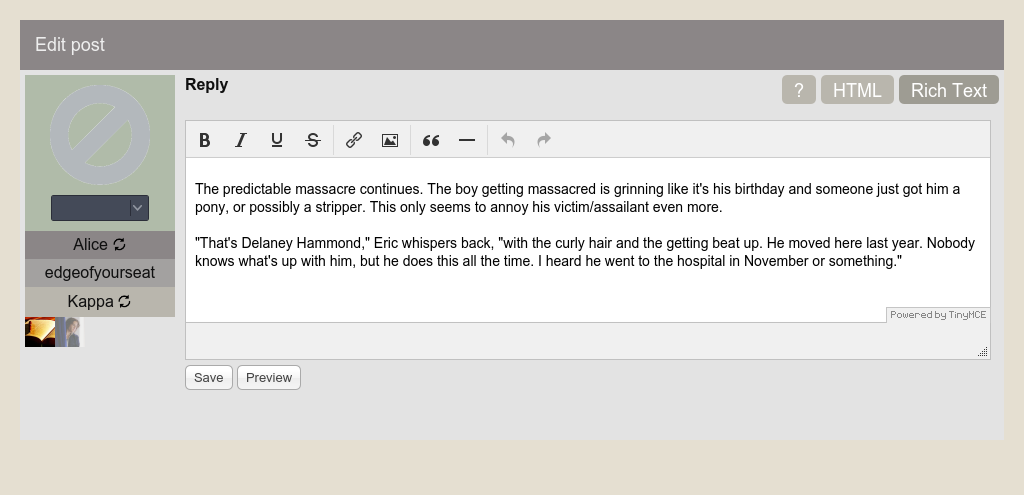 Edit post
Reply
?
HTML
Rich Text
B I U S
The predictable massacre continues. The boy getting massacred is grinning like it's his birthday and someone just got him a
pony, or possibly a stripper. This only seems to annoy his victim/assailant even more.
"That's Delaney Hammond," Eric whispers back, "with the curly hair and the getting beat up. He moved here last year. Nobody
knows what's up with him, but he does this all the time. I heard he went to the hospital in November or something."
Powered by TinyMCE
Alice
edgeofyourseat
Kappa
Save
Preview